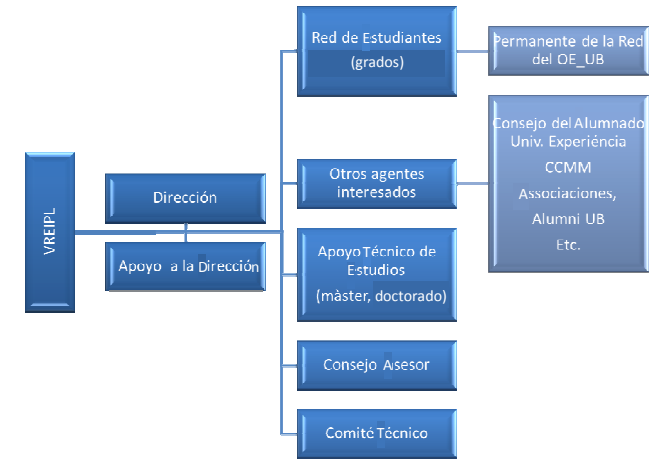 VREIPL
Dirección
Apoyo a la Dirección
Red de Estudiantes
(grados)
Permanente de la Red
del OE_UB
Otros agentes
interesados
Consejo del Alumnado
Univ. Experiéncia
CCMM
Associaciones,
Alumni UB
Etc.
Apoyo Técnico de
Estudios
(màster, doctorado)
Consejo Asesor
Comité Técnico